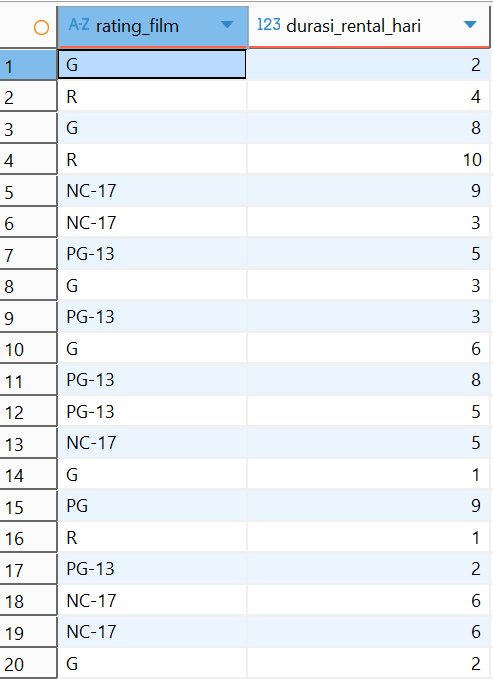 A-Z rating_film 123 durasi_rental_hari
1 G 2
2 R 4
3 G 8
4 R 10
5 NC-17 9
6 NC-17 3
7 PG-13 5
8 G 3
9 PG-13 3
10 G 6
11 PG-13 8
12 PG-13 5
13 NC-17 5
14 G 1
15 PG 9
16 R 1
17 PG-13 2
18 NC-17 6
19 NC-17 6
20 G 2